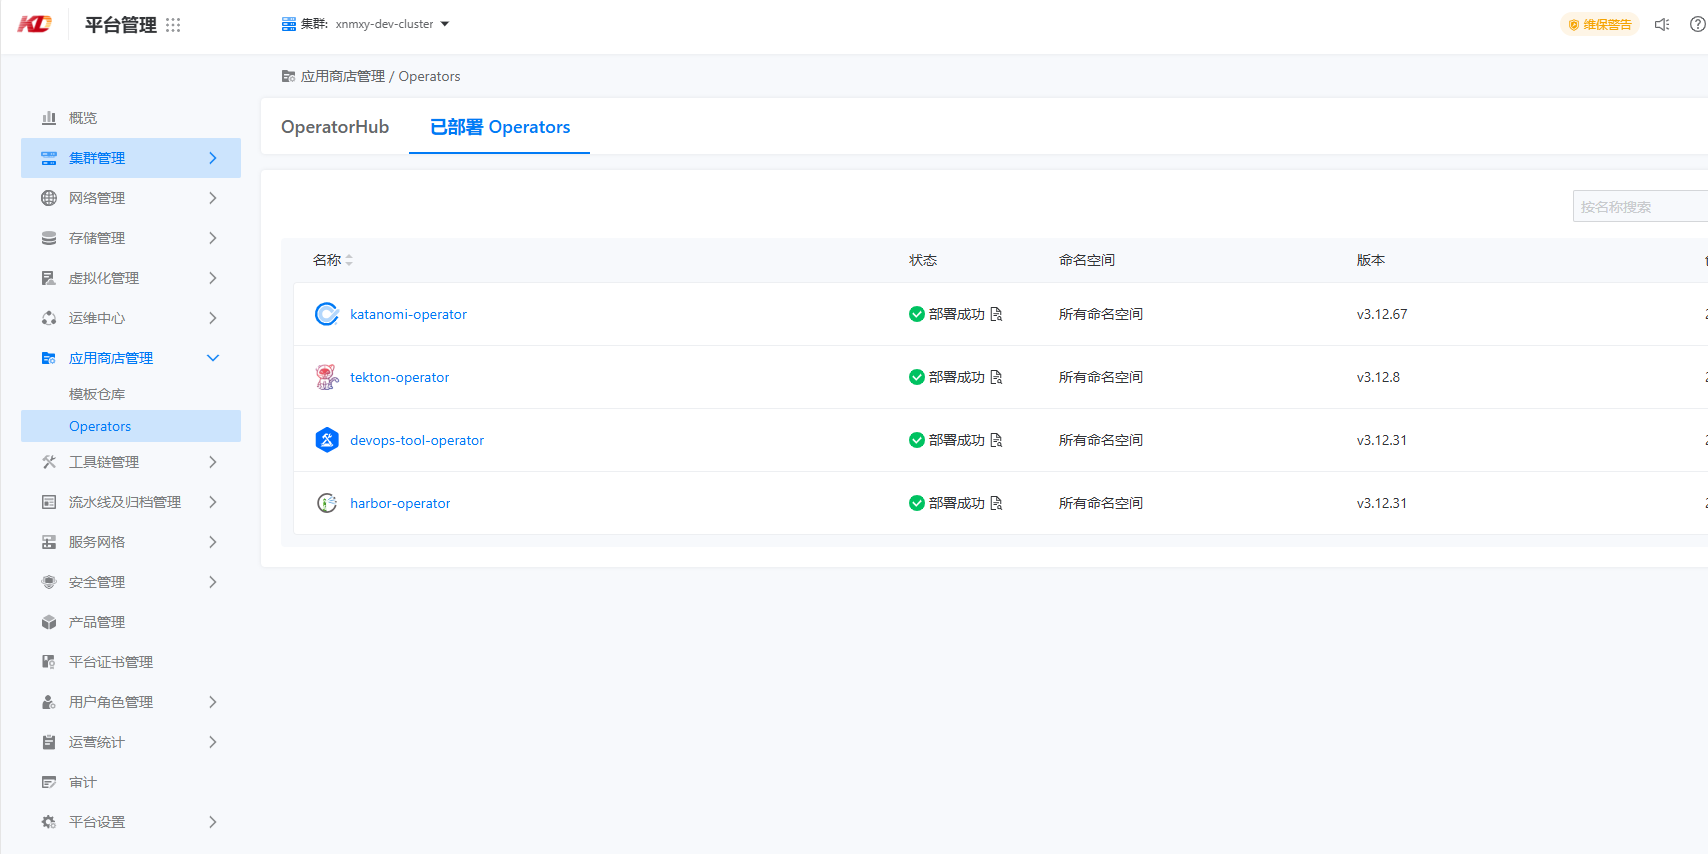 KD 平台管理 集群: xnmxy-dev-cluster 维保警告
应用商店管理 / Operators
概览
集群管理
网络管理
存储管理
虚拟化管理
运维中心
应用商店管理
模板仓库
Operators
工具链管理
流水线及归档管理
服务网格
安全管理
产品管理
平台证书管理
用户角色管理
运营统计
审计
平台设置
OperatorHub 已部署 Operators
按名称搜索
名称 状态 命名空间 版本
katanomi-operator 部署成功 所有命名空间 v3.12.67
tekton-operator 部署成功 所有命名空间 v3.12.8
devops-tool-operator 部署成功 所有命名空间 v3.12.31
harbor-operator 部署成功 所有命名空间 v3.12.31